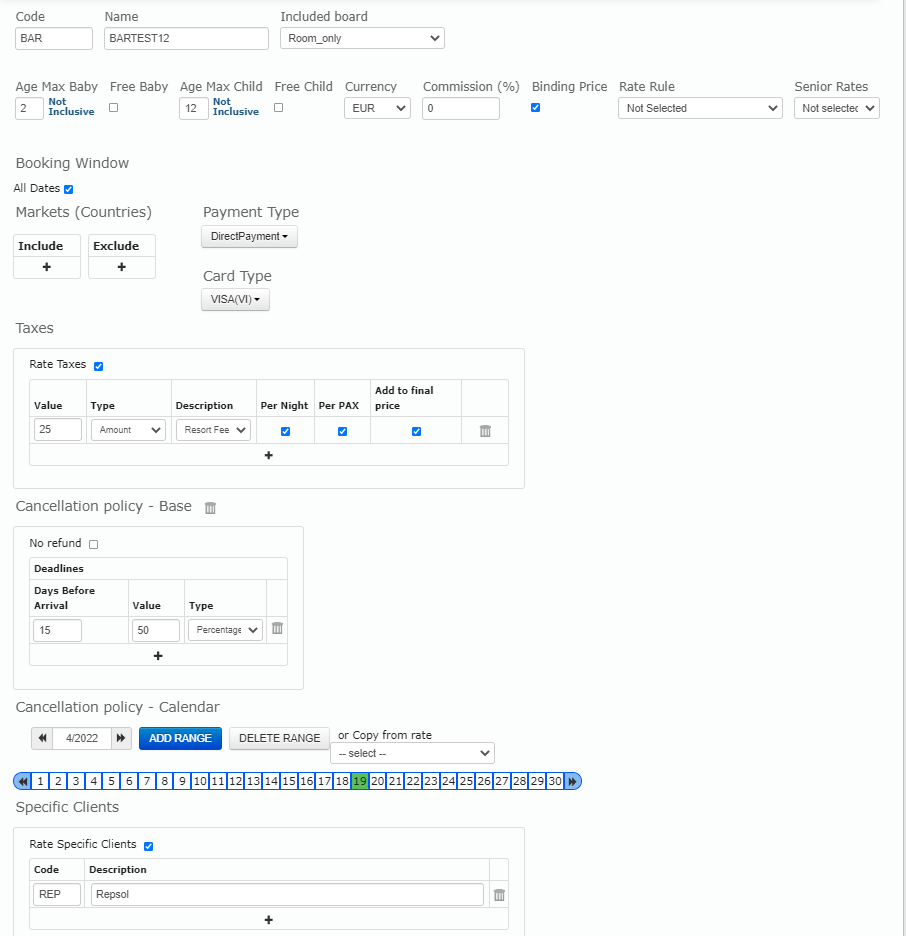 Code Name Included board
BAR BARTEST12 Room_only
Age Max Baby Free Baby Age Max Child Free Child Currency Commission (%) Binding Price Rate Rule Senior Rates
2 Not Inclusive 12 Not Inclusive EUR 0 Not Selected Not selected
Booking Window
All Dates
Markets (Countries) Payment Type
Include Exclude DirectPayment
+ +
Card Type
VISA(VI)
Taxes
Rate Taxes
Value Type Description Per Night Per PAX Add to final price
25 Amount Resort Fee
+
Cancellation policy - Base
No refund
Deadlines
Days Before Arrival Value Type
15 50 Percentage
+
Cancellation policy - Calendar
4/2022 ADD RANGE DELETE RANGE or Copy from rate
-- select --
1 2 3 4 5 6 7 8 9 10 11 12 13 14 15 16 17 18 19 20 21 22 23 24 25 26 27 28 29 30
Specific Clients
Rate Specific Clients
Code Description
REP Repsol
+